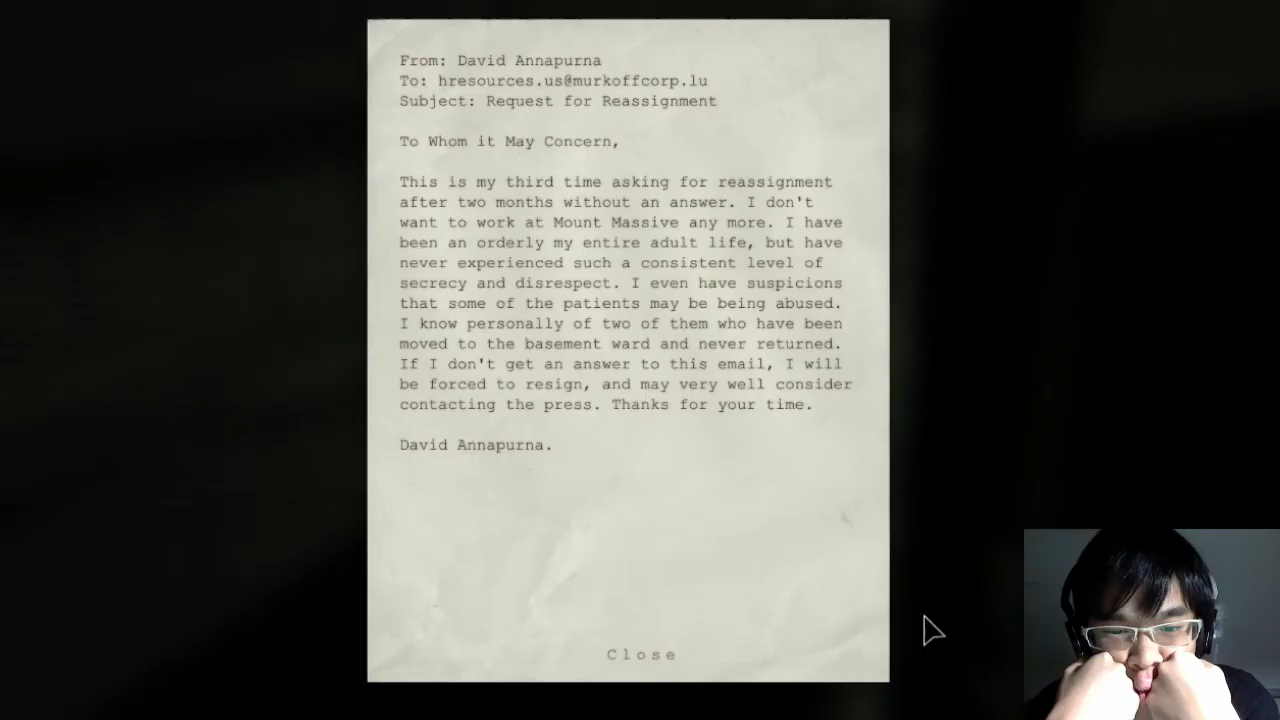 From: David Annapurna
To: hresources.us@murkoffcorp.lu
Subject: Request for Reassignment
To Whom it May Concern,
This is my third time asking for reassignment
after two months without an answer. I don't
want to work at Mount Massive any more. I have
been an orderly my entire adult life, but have
never experienced such a consistent level of
secrecy and disrespect. I even have suspicions
that some of the patients may be being abused.
I know personally of two of them who have been
moved to the basement ward and never returned.
If I don't get an answer to this email, I will
be forced to resign, and may very well consider
contacting the press. Thanks for your time.
David Annapurna.
Close